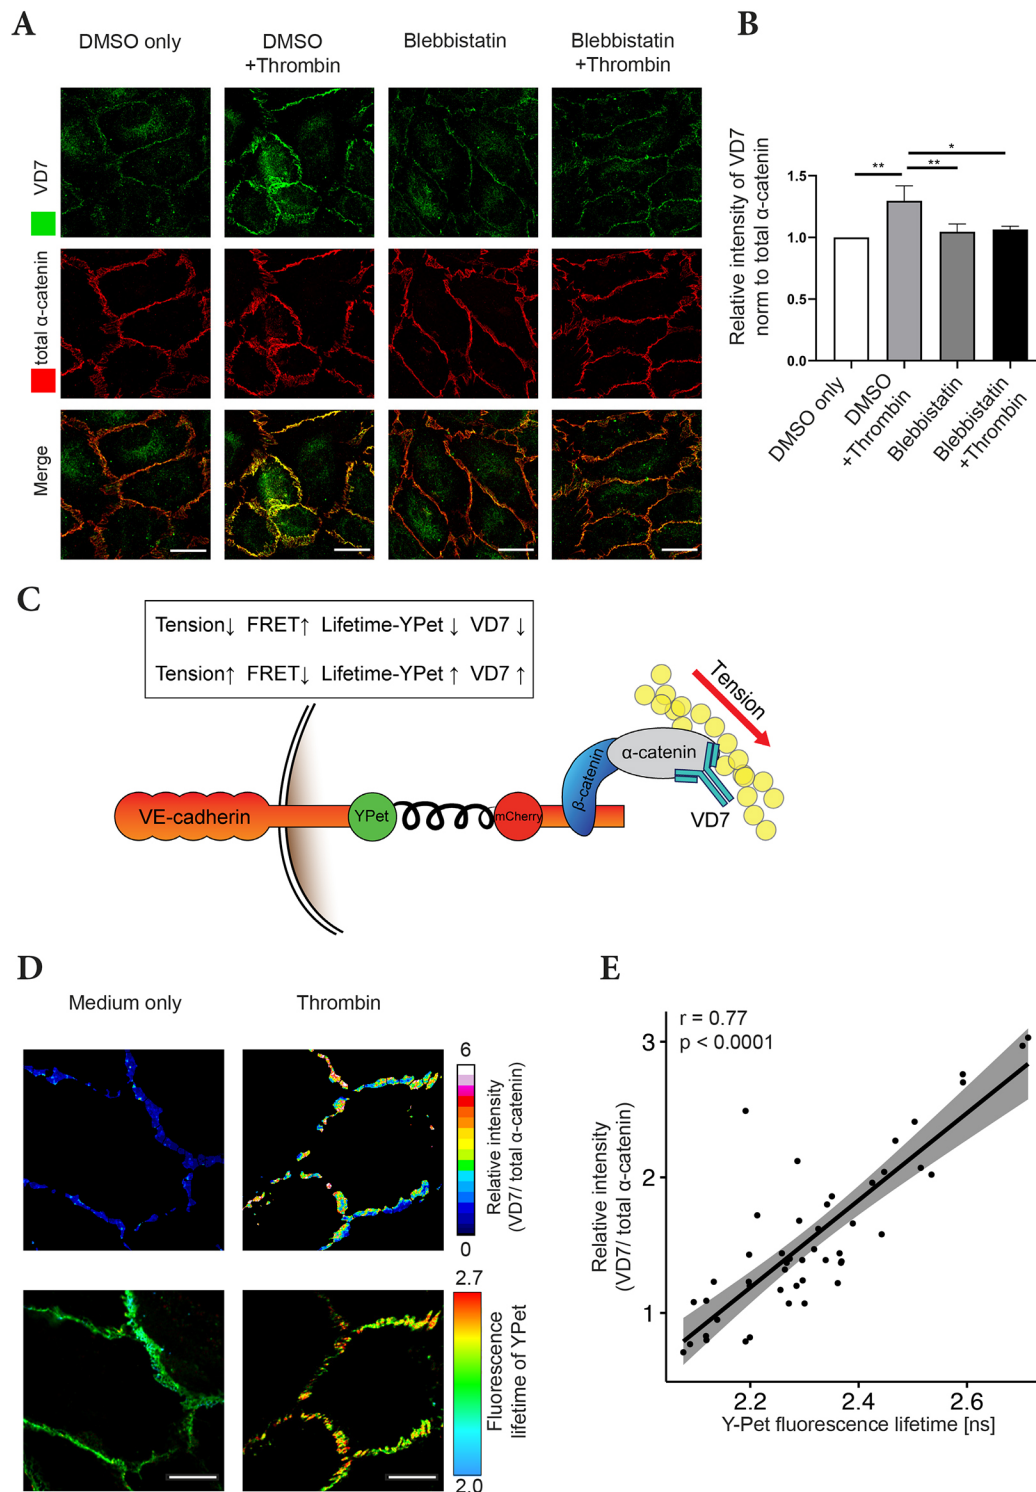 A
DMSO only
DMSO
+Thrombin
Blebbistatin
Blebbistatin
+Thrombin
VD7
total α-catenin
Merge
B
Relative intensity of VD7
norm to total α-catenin
**
**
*
1.5
1.0
0.5
0.0
DMSO only
DMSO
+Thrombin
Blebbistatin
Blebbistatin
+Thrombin
C
Tension↓ FRET↑ Lifetime-YPet ↓ VD7 ↓
Tension↑ FRET↓ Lifetime-YPet ↑ VD7 ↑
Tension
α-catenin
β-catenin
VE-cadherin
YPet
mCherry
VD7
D
Medium only
Thrombin
6
Relative intensity
(VD7/ total α-catenin)
0
2.7
Fluorescence
lifetime of YPet
2.0
E
r = 0.77
p < 0.0001
Relative intensity
(VD7/ total α-catenin)
3
2
1
2.2
2.4
2.6
Y-Pet fluorescence lifetime [ns]